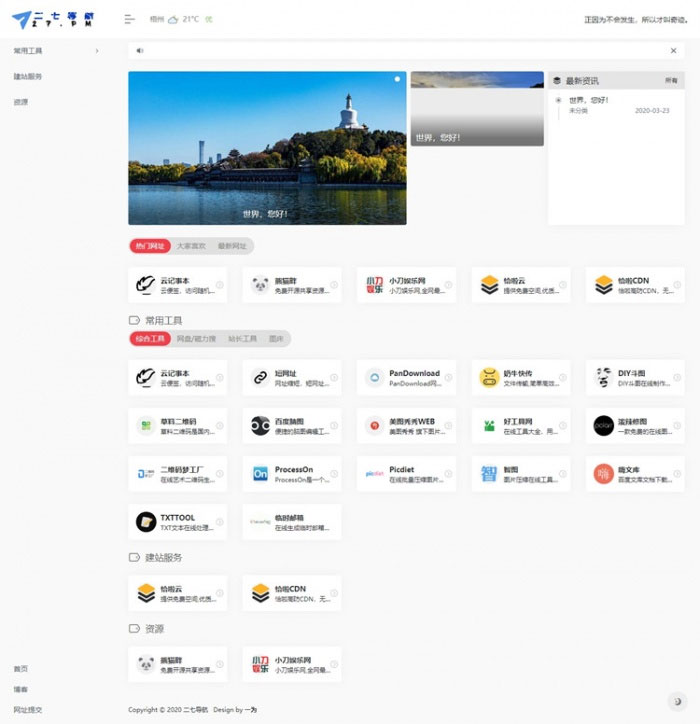 二七导航
27.PM
梧州 21°C 优
正因为不会发生，所以才叫奇迹。
常用工具
建站服务
资源
世界，您好！
世界，您好！
最新资讯 所有
世界，您好！
未分类 2020-03-23
热门网址 大家喜欢 最新网址
云记事本
云便签，访问随机...
熊猫群
免费开源共享资源...
小刀娱乐网
小刀娱乐网,全网最...
恰啦云
提供免费空间,优质...
恰啦CDN
恰啦高防CDN，无...
常用工具
综合工具 网盘/磁力搜 站长工具 图床
云记事本
云便签，访问随机...
短网址
网址缩短，短网址...
PanDownload
PanDownload网...
奶牛快传
文件传输,简单高效...
DIY斗图
DIY斗图在线制作...
草料二维码
草料二维码是国内...
百度脑图
便捷的脑图编辑工...
美图秀秀WEB
美图秀秀 旗下图片...
好工具网
在线工具大全，用...
泼辣修图
一款免费的在线图...
二维码梦工厂
在线艺术二维码生...
ProcessOn
ProcessOn是一个...
Picdiet
在线批量压缩图片...
智图
图片压缩在线工具...
嗨文库
百度文库文档下载...
TXTTOOL
TXT文本在线处理...
临时邮箱
在线生成临时邮箱...
建站服务
恰啦云
提供免费空间,优质...
恰啦CDN
恰啦高防CDN，无...
资源
熊猫群
免费开源共享资源...
小刀娱乐网
小刀娱乐网,全网最...
首页
博客
网址提交
Copyright © 2020 二七导航 Design by 一为